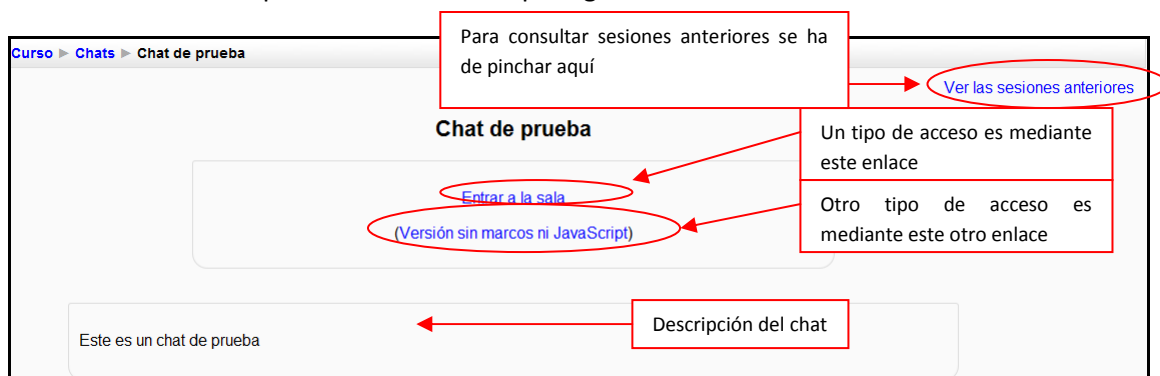 Para consultar sesiones anteriores se ha
de pinchar aquí
Curso ► Chats ► Chat de prueba
Ver las sesiones anteriores
Chat de prueba
Un tipo de acceso es mediante
este enlace
Entrar a la sala
Otro tipo de acceso es
mediante este otro enlace
(Versión sin marcos ni JavaScript)
Descripción del chat
Este es un chat de prueba